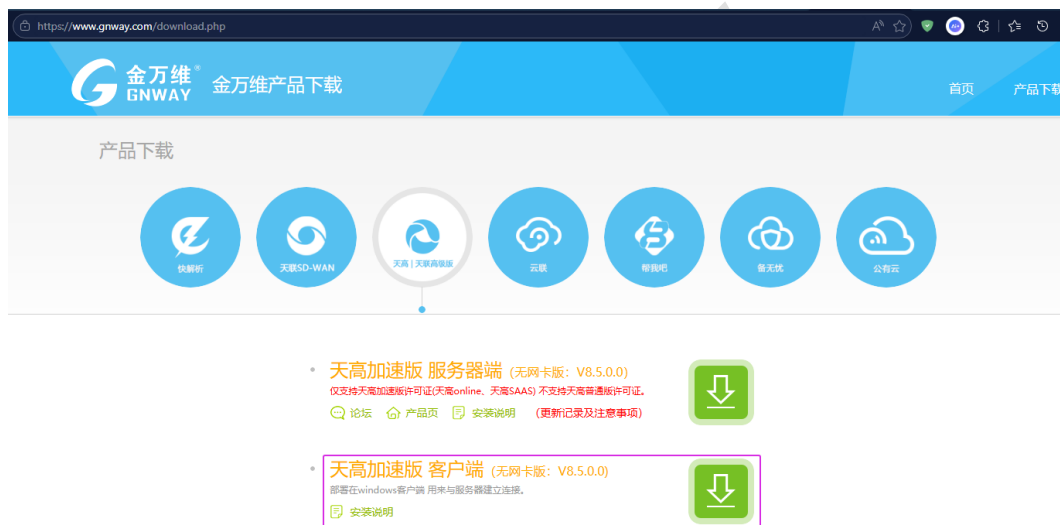 https://www.gnway.com/download.php
金万维®
GNWAY
金万维产品下载
首页
产品下载
产品下载
快解析
天联SD-WAN
天高 | 天联高级版
云联
帮我吧
备无忧
公有云
天高加速版 服务器端 (无网卡版：V8.5.0.0)
仅支持天高加速版许可证(天高online、天高SAAS) 不支持天高普通版许可证。
论坛 产品页 安装说明 (更新记录及注意事项)
天高加速版 客户端 (无网卡版：V8.5.0.0)
部署在windows客户端 用来与服务器建立连接。
安装说明